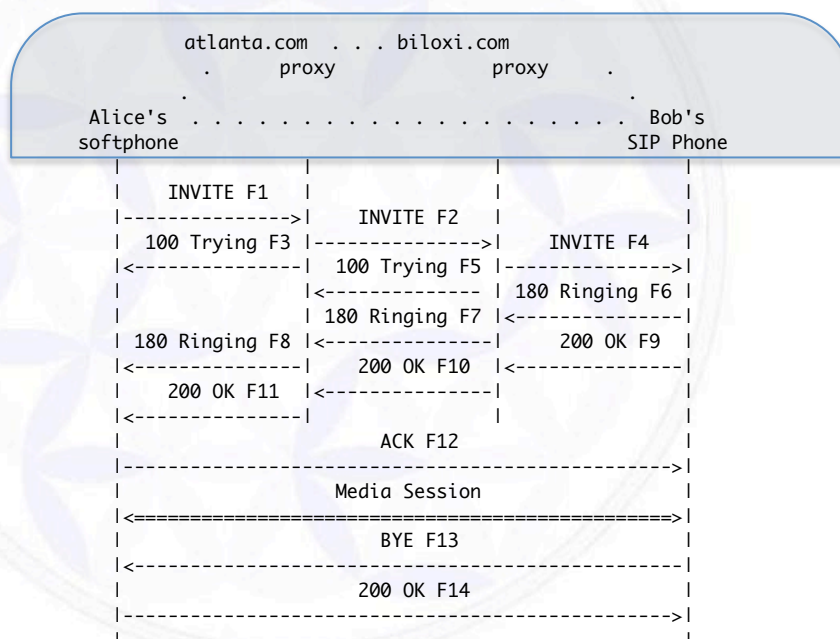 atlanta.com . . . biloxi.com
. proxy proxy .
. .
Alice's . . . . . . . . . . . . . . . . . . . . Bob's
softphone SIP Phone
| | | |
| INVITE F1 | | |
|--------------->| INVITE F2 | |
| 100 Trying F3 |--------------->| INVITE F4 |
|<---------------| 100 Trying F5 |--------------->|
| |<-------------- | 180 Ringing F6 |
| | 180 Ringing F7 |<---------------|
| 180 Ringing F8 |<---------------| 200 OK F9 |
|<---------------| 200 OK F10 |<---------------|
| 200 OK F11 |<---------------| |
|<---------------| | |
| ACK F12 |
|------------------------------------------------->|
| Media Session |
|<================================================>|
| BYE F13 |
|<-------------------------------------------------|
| 200 OK F14 |
|------------------------------------------------->|
| |